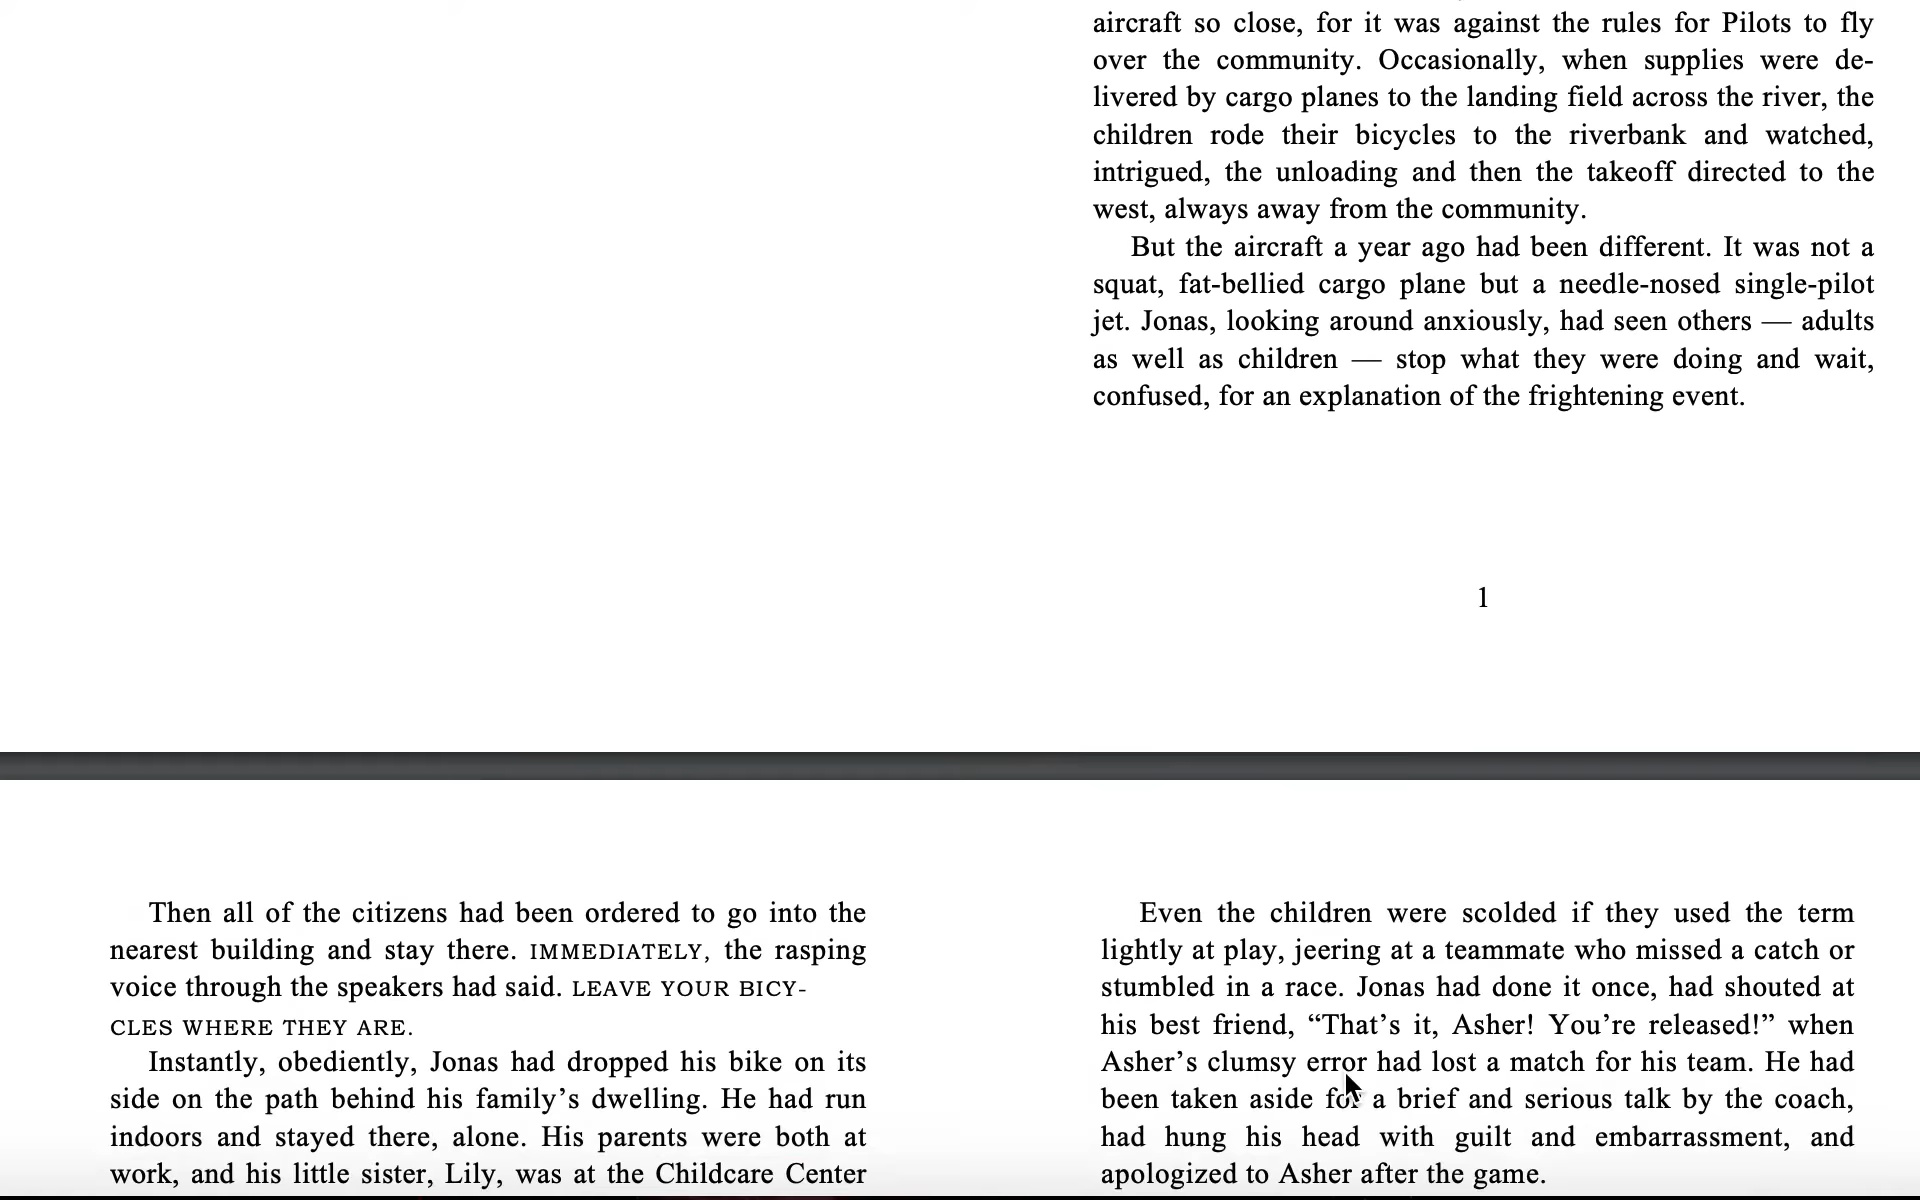 aircraft so close, for it was against the rules for Pilots to fly
over the community. Occasionally, when supplies were de-
livered by cargo planes to the landing field across the river, the
children rode their bicycles to the riverbank and watched,
intrigued, the unloading and then the takeoff directed to the
west, always away from the community.
But the aircraft a year ago had been different. It was not a
squat, fat-bellied cargo plane but a needle-nosed single-pilot
jet. Jonas, looking around anxiously, had seen others — adults
as well as children — stop what they were doing and wait,
confused, for an explanation of the frightening event.
1
Then all of the citizens had been ordered to go into the
nearest building and stay there. IMMEDIATELY, the rasping
voice through the speakers had said. LEAVE YOUR BICY-
CLES WHERE THEY ARE.
Instantly, obediently, Jonas had dropped his bike on its
side on the path behind his family’s dwelling. He had run
indoors and stayed there, alone. His parents were both at
work, and his little sister, Lily, was at the Childcare Center
Even the children were scolded if they used the term
lightly at play, jeering at a teammate who missed a catch or
stumbled in a race. Jonas had done it once, had shouted at
his best friend, “That’s it, Asher! You’re released!” when
Asher’s clumsy error had lost a match for his team. He had
been taken aside for a brief and serious talk by the coach,
had hung his head with guilt and embarrassment, and
apologized to Asher after the game.